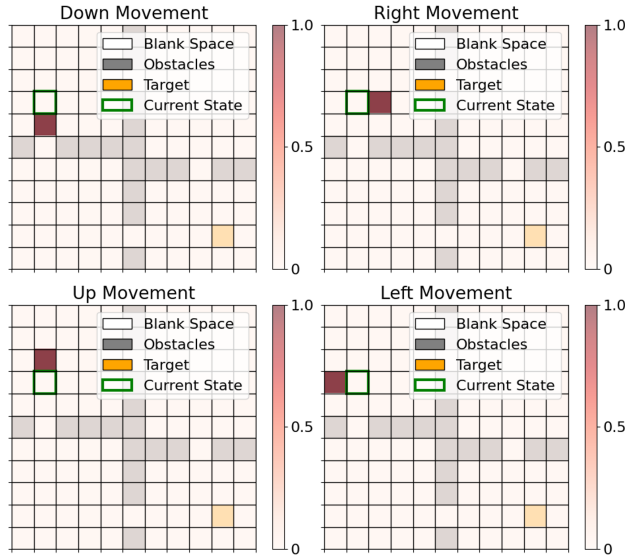 Down Movement
Blank Space
Obstacles
Target
Current State
1.0
0.5
0
Right Movement
Blank Space
Obstacles
Target
Current State
1.0
0.5
0
Up Movement
Blank Space
Obstacles
Target
Current State
1.0
0.5
0
Left Movement
Blank Space
Obstacles
Target
Current State
1.0
0.5
0